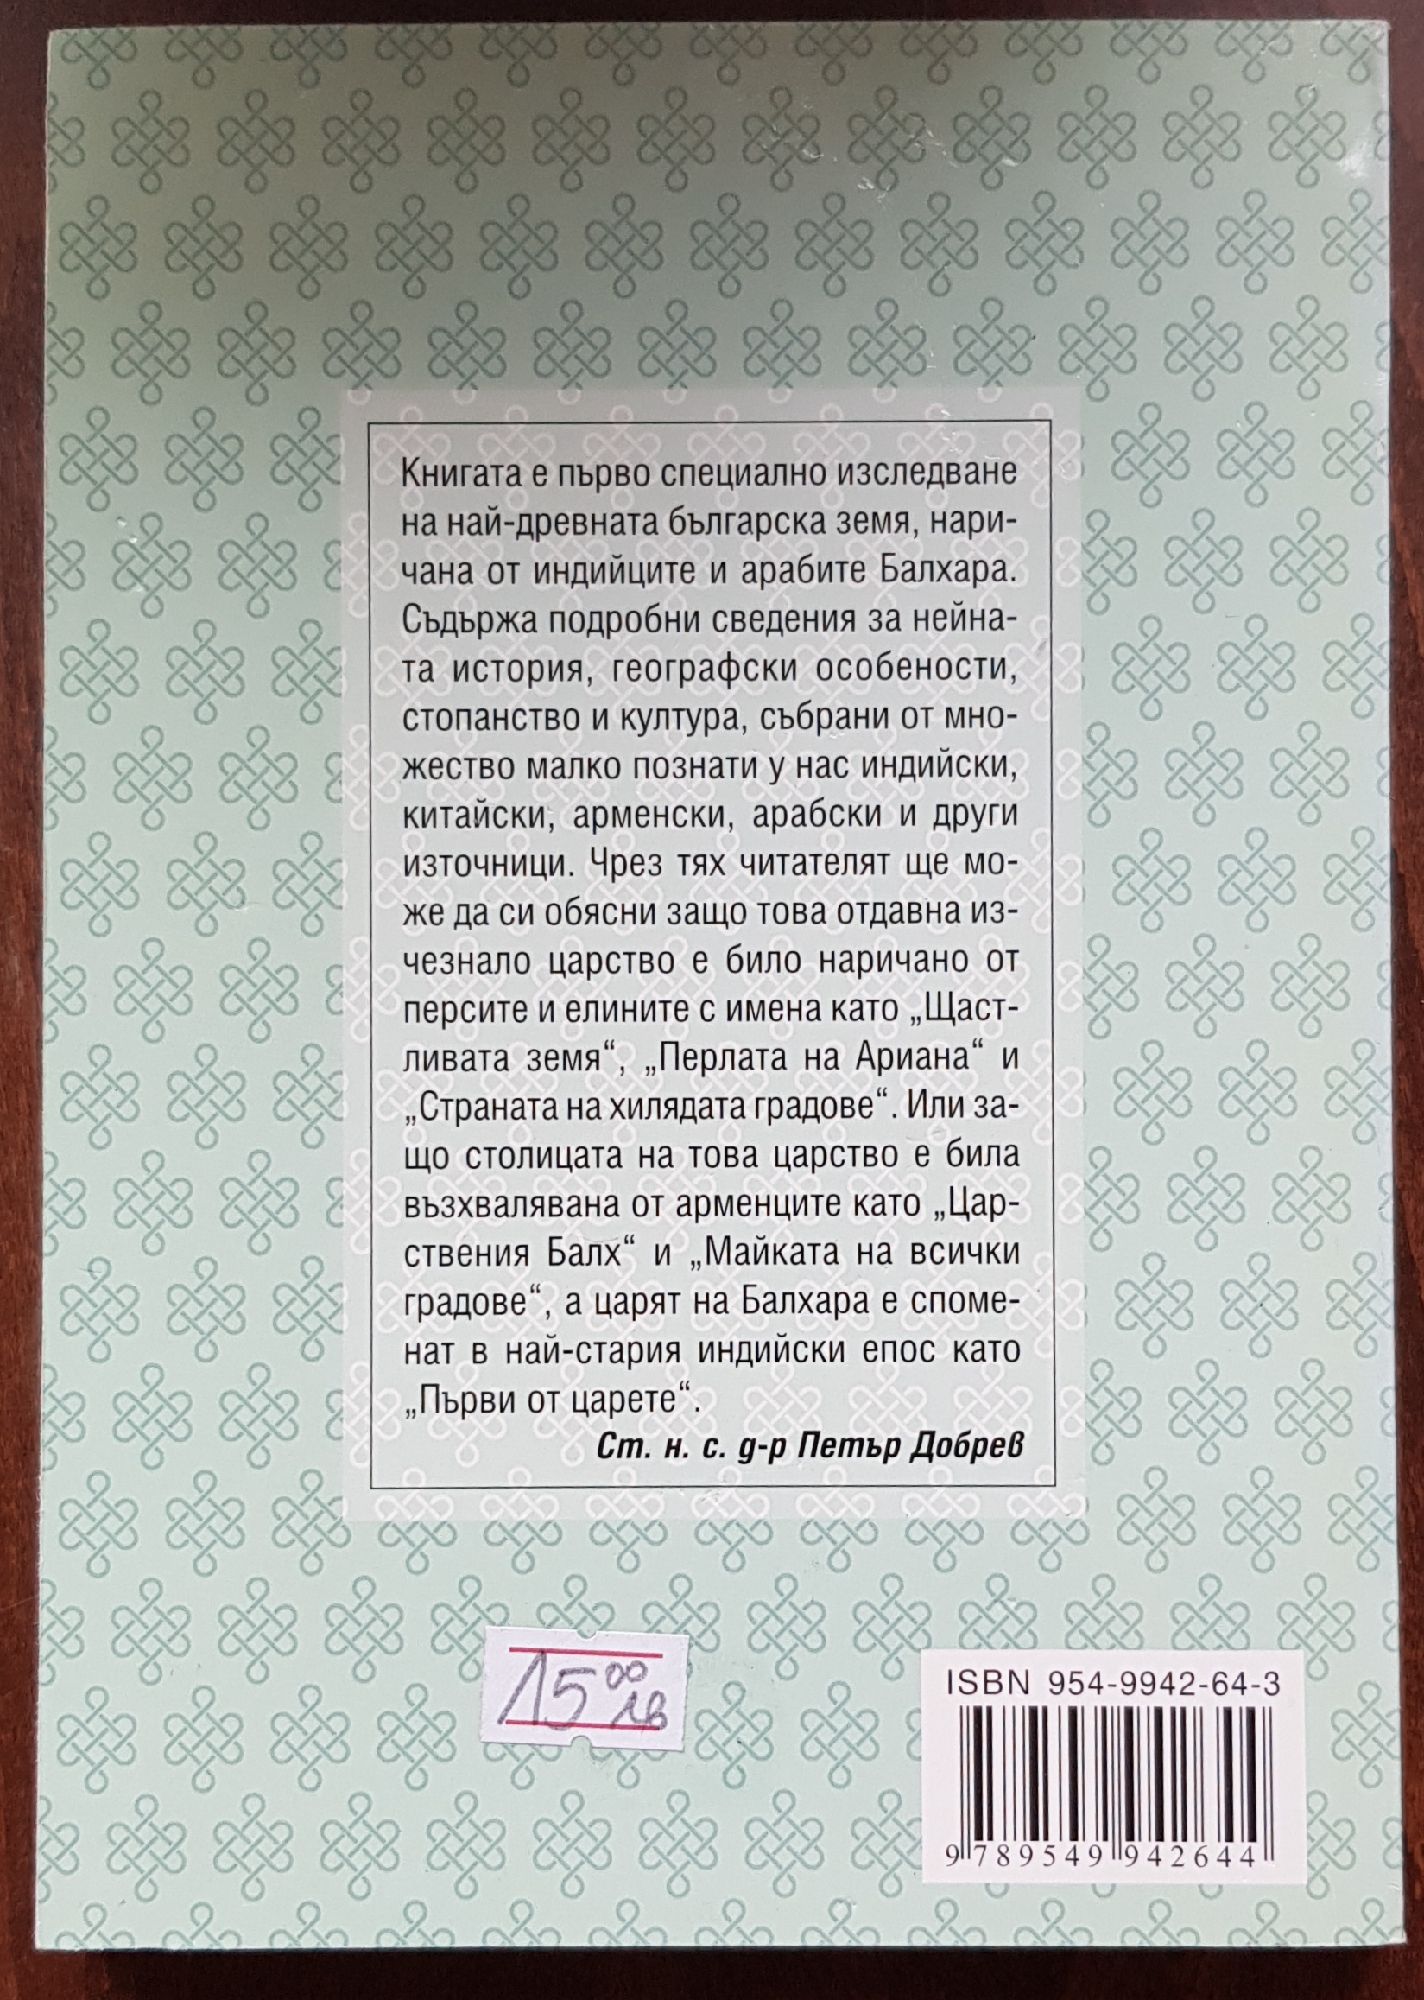 Книгата е първо специално изследване
на най-древната българска земя, нари-
чана от индийците и арабите Балхара.
Съдържа подробни сведения за нейна-
та история, географски особености,
стопанство и култура, събрани от мно-
жество малко познати у нас индийски,
китайски, арменски, арабски и други
източници. Чрез тях читателят ще мо-
же да си обясни защо това отдавна из-
чезнало царство е било наричано от
персите и елините с имена като „Щаст-
ливата земя“, „Перлата на Ариана“ и
„Страната на хилядата градове“. Или за-
що столицата на това царство е била
възхвалявана от арменците като „Цар-
ствения Балх“ и „Майката на всички
градове“, а царят на Балхара е споме-
нат в най-стария индийски епос като
„Първи от царете“.
Ст. н. с. д-р Петър Добрев
15 00 лв
ISBN 954-9942-64-3
9 789549 942644